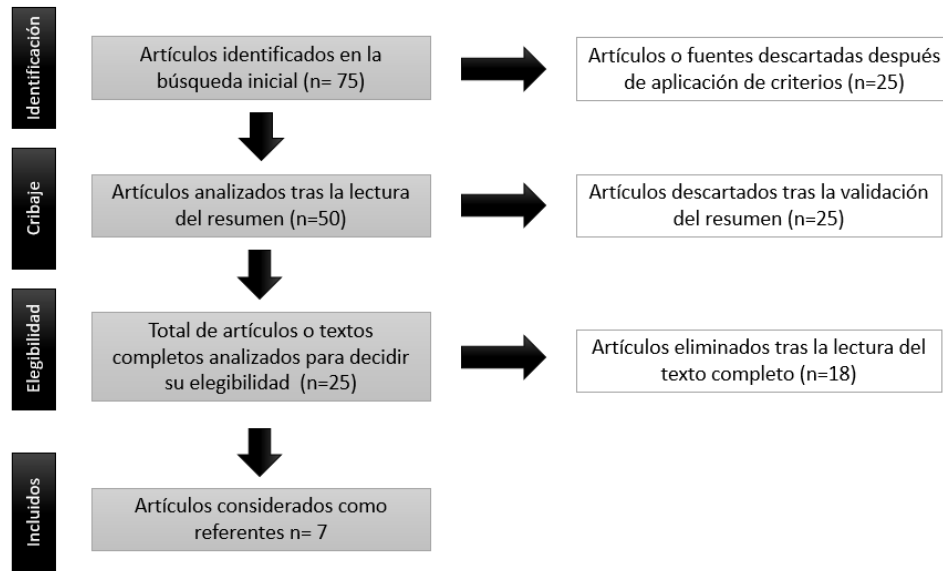 Identificación
Artículos identificados en la
búsqueda inicial (n= 75)
Artículos o fuentes descartadas después
de aplicación de criterios (n=25)
Cribaje
Artículos analizados tras la lectura
del resumen (n=50)
Artículos descartados tras la validación
del resumen (n=25)
Elegibilidad
Total de artículos o textos
completos analizados para decidir
su elegibilidad (n=25)
Artículos eliminados tras la lectura del
texto completo (n=18)
Incluidos
Artículos considerados como
referentes n= 7